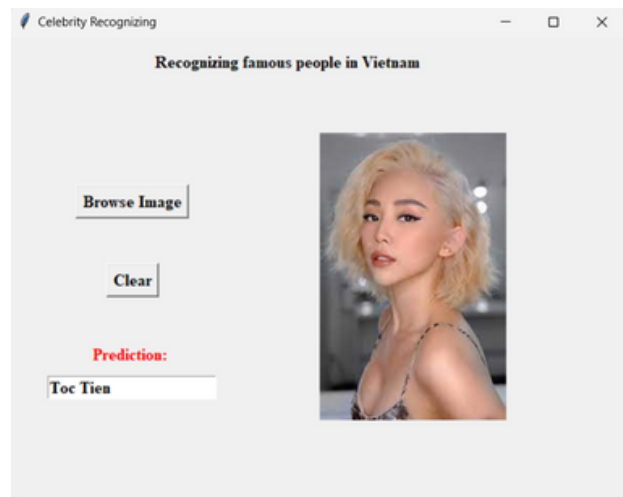 Celebrity Recognizing
Recognizing famous people in Vietnam
Browse Image
Clear
Prediction:
Toc Tien